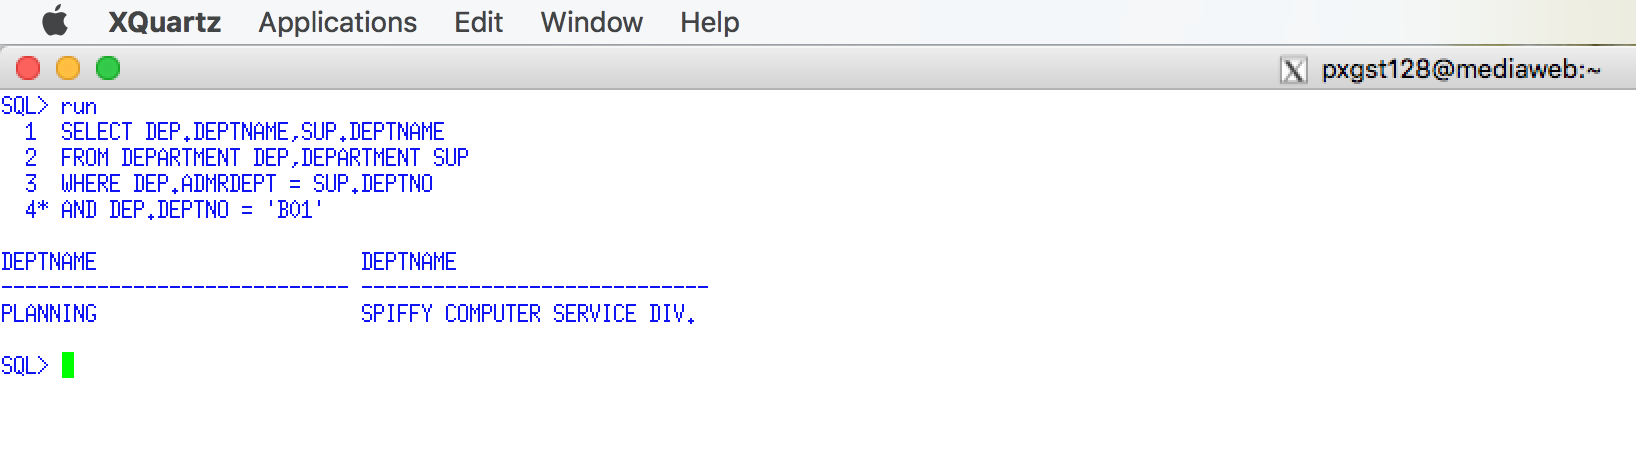 XQuartz Applications Edit Window Help
X pxgst128@mediaweb:~
SQL> run
1 SELECT DEP.DEPTNAME,SUP.DEPTNAME
2 FROM DEPARTMENT DEP,DEPARTMENT SUP
3 WHERE DEP.ADMRDEPT = SUP.DEPTNO
4* AND DEP.DEPTNO = 'B01'
DEPTNAME DEPTNAME
----------------------------- -----------------------------
PLANNING SPIFFY COMPUTER SERVICE DIV.
SQL>